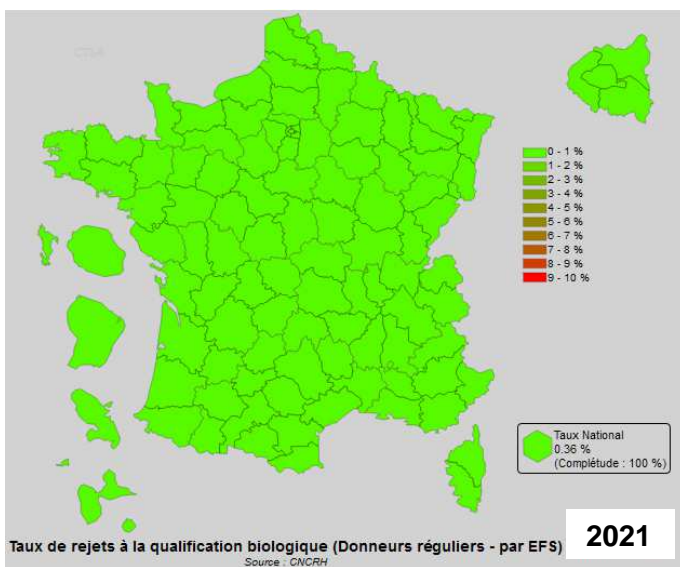 0 - 1 %
1 - 2 %
2 - 3 %
3 - 4 %
4 - 5 %
5 - 6 %
6 - 7 %
7 - 8 %
8 - 9 %
9 - 10 %
Taux National
0.36 %
(Complétude : 100 %)
Taux de rejets à la qualification biologique (Donneurs réguliers - par EFS)
2021
Source : CNCRH